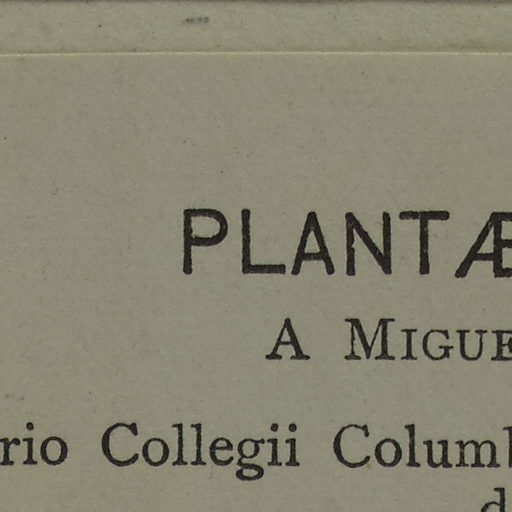 PLANTÆ
A MIGUE
rio Collegii Columb
d